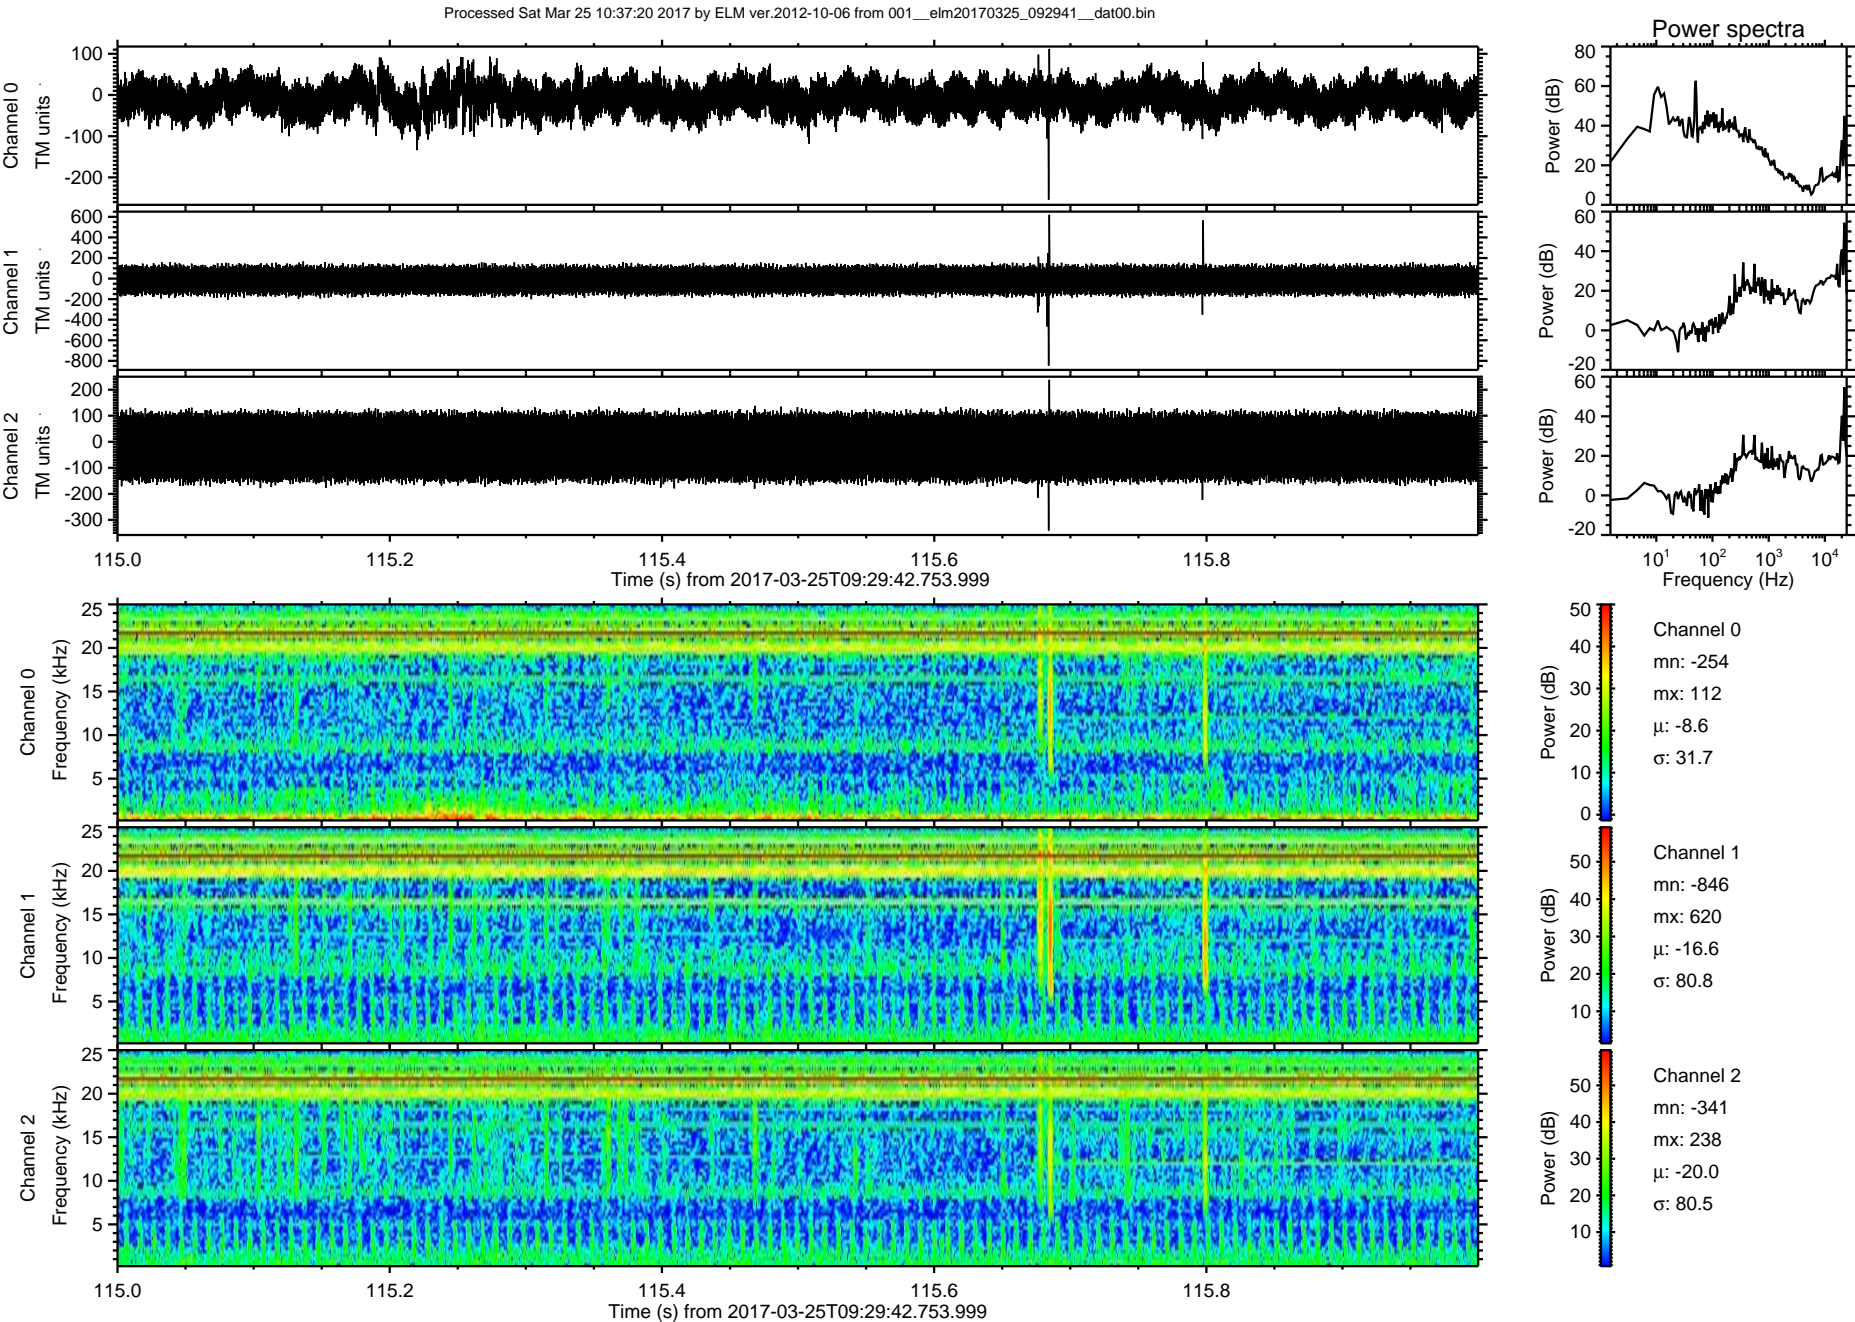 Processed Sat Mar 25 10:37:20 2017 by ELM ver.2012-10-06 from 001__elm20170325_092941__dat00.bin
Power spectra
Channel 0
TM units
100
0
-100
-200
Power (dB)
80
60
40
20
0
Channel 1
TM units
600
400
200
0
-200
-400
-600
-800
Power (dB)
60
40
20
0
-20
Channel 2
TM units
200
100
0
-100
-200
-300
Power (dB)
60
40
20
0
-20
115.0 115.2 115.4 115.6 115.8
Time (s) from 2017-03-25T09:29:42.753.999
10¹ 10² 10³ 10⁴
Frequency (Hz)
Channel 0
Frequency (kHz)
25
20
15
10
5
Power (dB)
50
40
30
20
10
0
Channel 0
mn: -254
mx: 112
μ: -8.6
σ: 31.7
Channel 1
Frequency (kHz)
25
20
15
10
5
Power (dB)
50
40
30
20
10
Channel 1
mn: -846
mx: 620
μ: -16.6
σ: 80.8
Channel 2
Frequency (kHz)
25
20
15
10
5
Power (dB)
50
40
30
20
10
Channel 2
mn: -341
mx: 238
μ: -20.0
σ: 80.5
115.0 115.2 115.4 115.6 115.8
Time (s) from 2017-03-25T09:29:42.753.999